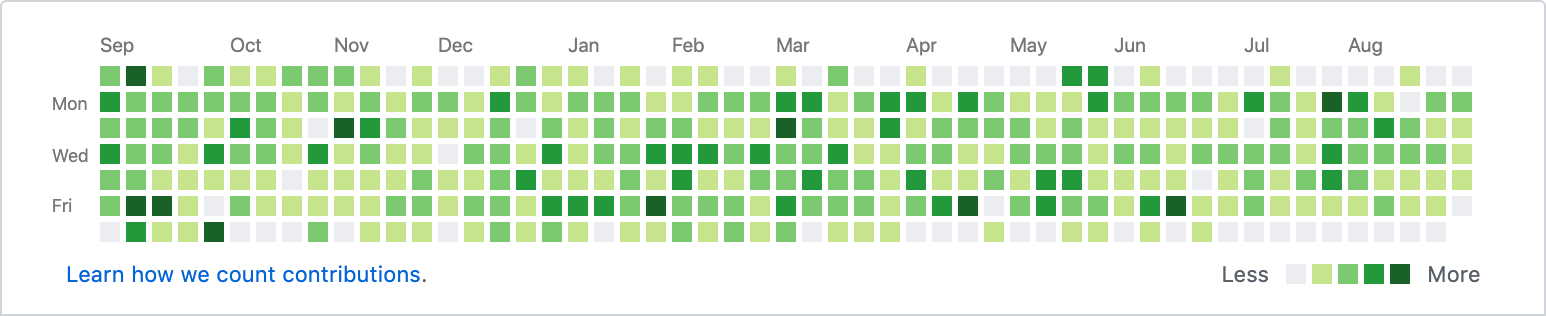 Sep Oct Nov Dec Jan Feb Mar Apr May Jun Jul Aug
Mon
Wed
Fri
Learn how we count contributions. Less More